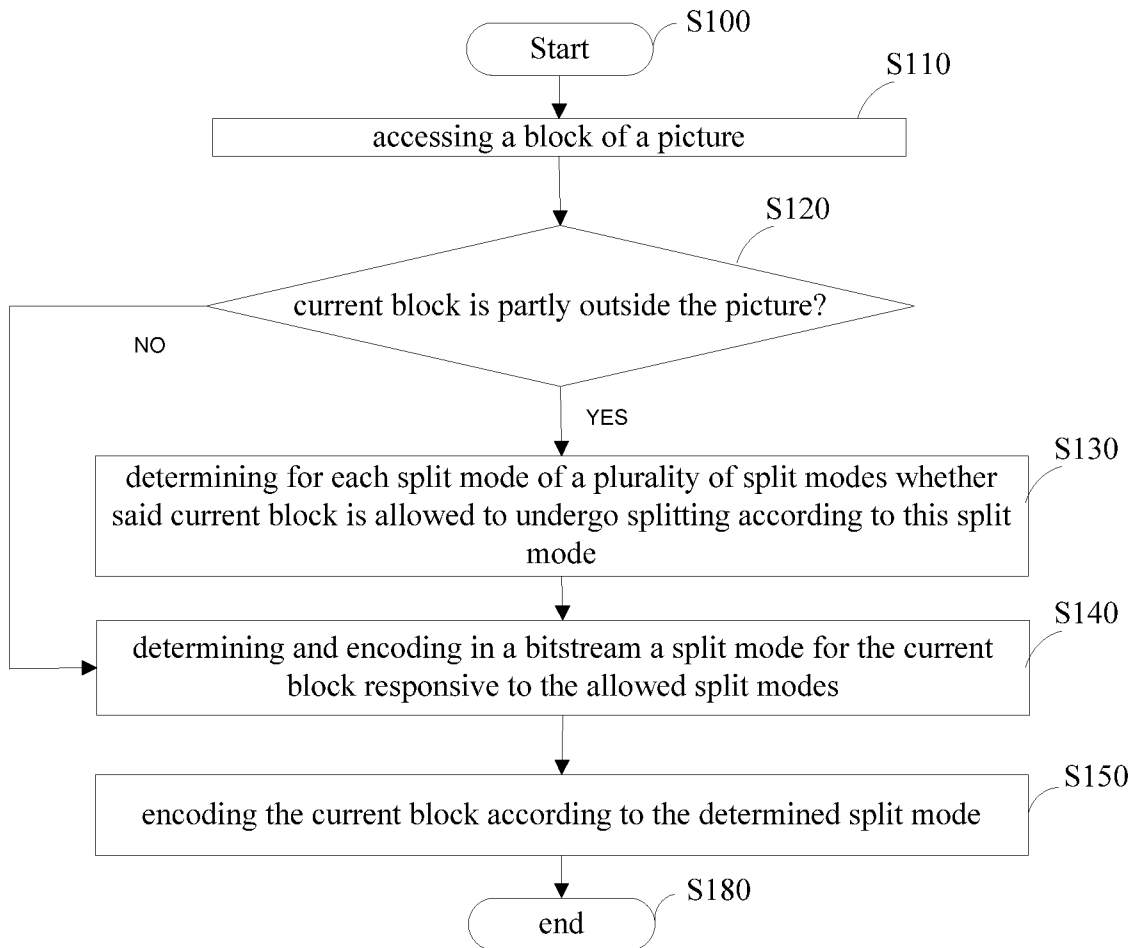 Start
S100
S110
accessing a block of a picture
S120
current block is partly outside the picture?
NO
YES
S130
determining for each split mode of a plurality of split modes whether
said current block is allowed to undergo splitting according to this split
mode
S140
determining and encoding in a bitstream a split mode for the current
block responsive to the allowed split modes
S150
encoding the current block according to the determined split mode
S180
end